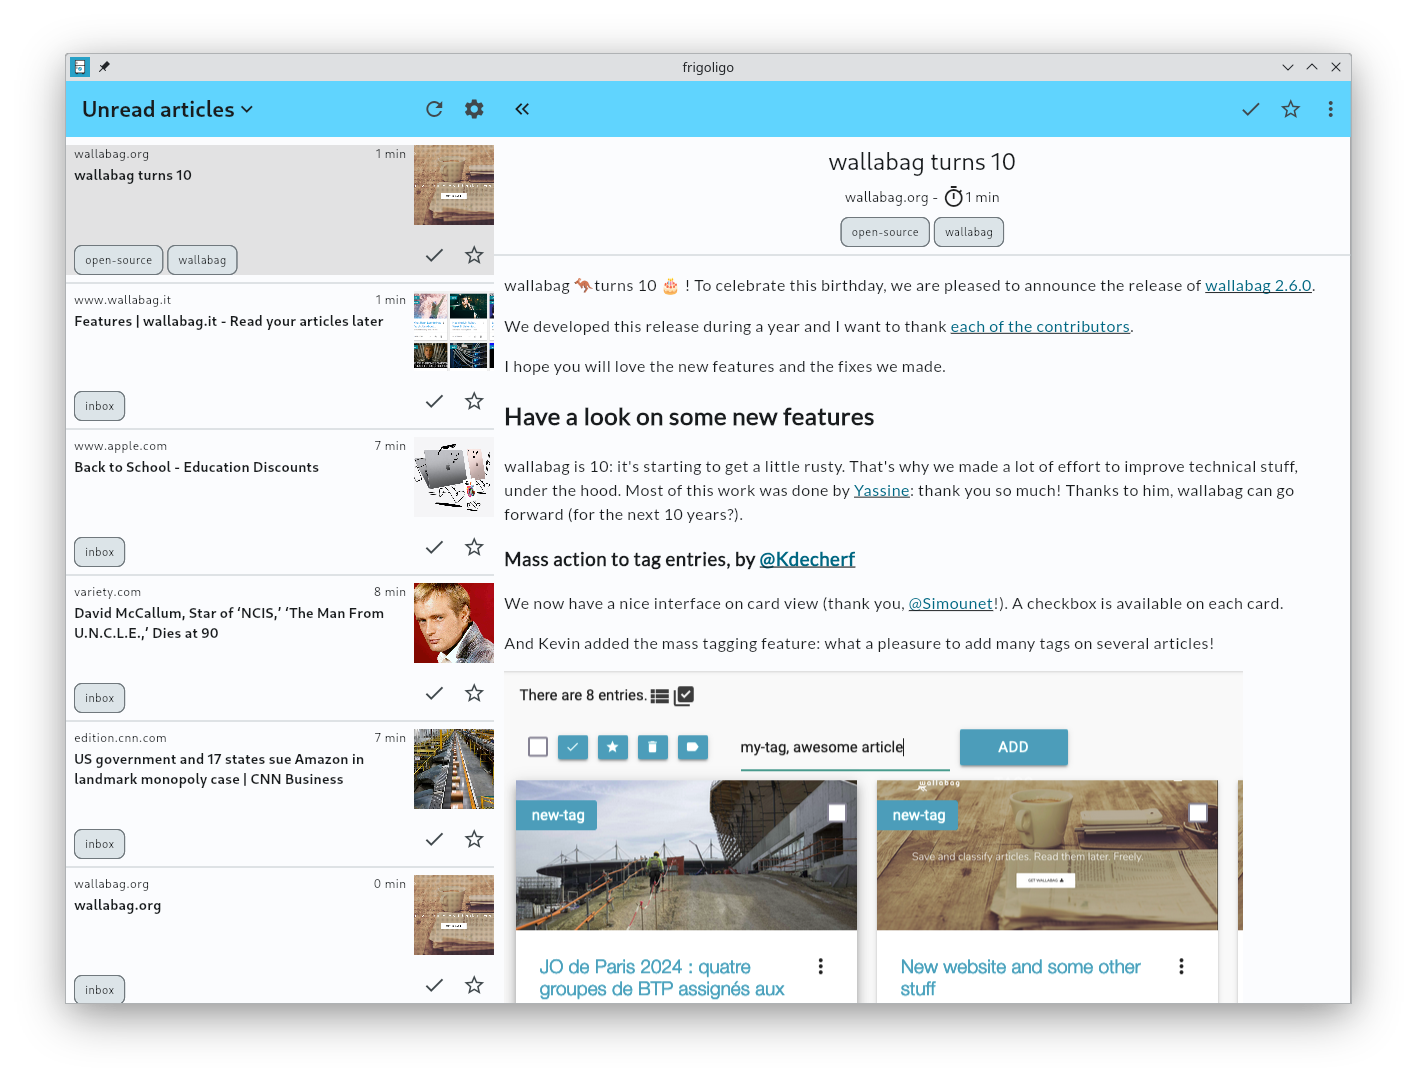 frigoligo
Unread articles
wallabag.org 1 min
wallabag turns 10
open-source wallabag
www.wallabag.it 1 min
Features | wallabag.it - Read your articles later
inbox
www.apple.com 7 min
Back to School - Education Discounts
inbox
variety.com 8 min
David McCallum, Star of ‘NCIS,’ ‘The Man From
U.N.C.L.E.,’ Dies at 90
inbox
edition.cnn.com 7 min
US government and 17 states sue Amazon in
landmark monopoly case | CNN Business
inbox
wallabag.org 0 min
wallabag.org
inbox
wallabag turns 10
wallabag.org - 1 min
open-source wallabag
wallabag 🦘turns 10 🎂 ! To celebrate this birthday, we are pleased to announce the release of wallabag 2.6.0.
We developed this release during a year and I want to thank each of the contributors.
I hope you will love the new features and the fixes we made.
Have a look on some new features
wallabag is 10: it's starting to get a little rusty. That's why we made a lot of effort to improve technical stuff,
under the hood. Most of this work was done by Yassine: thank you so much! Thanks to him, wallabag can go
forward (for the next 10 years?).
Mass action to tag entries, by @Kdecherf
We now have a nice interface on card view (thank you, @Simounet!). A checkbox is available on each card.
And Kevin added the mass tagging feature: what a pleasure to add many tags on several articles!
There are 8 entries.
my-tag, awesome article ADD
new-tag
JO de Paris 2024 : quatre
groupes de BTP assignés aux
wallabag
new-tag
Save and classify articles. Read them later. Freely.
GET WALLABAG
New website and some other
stuff